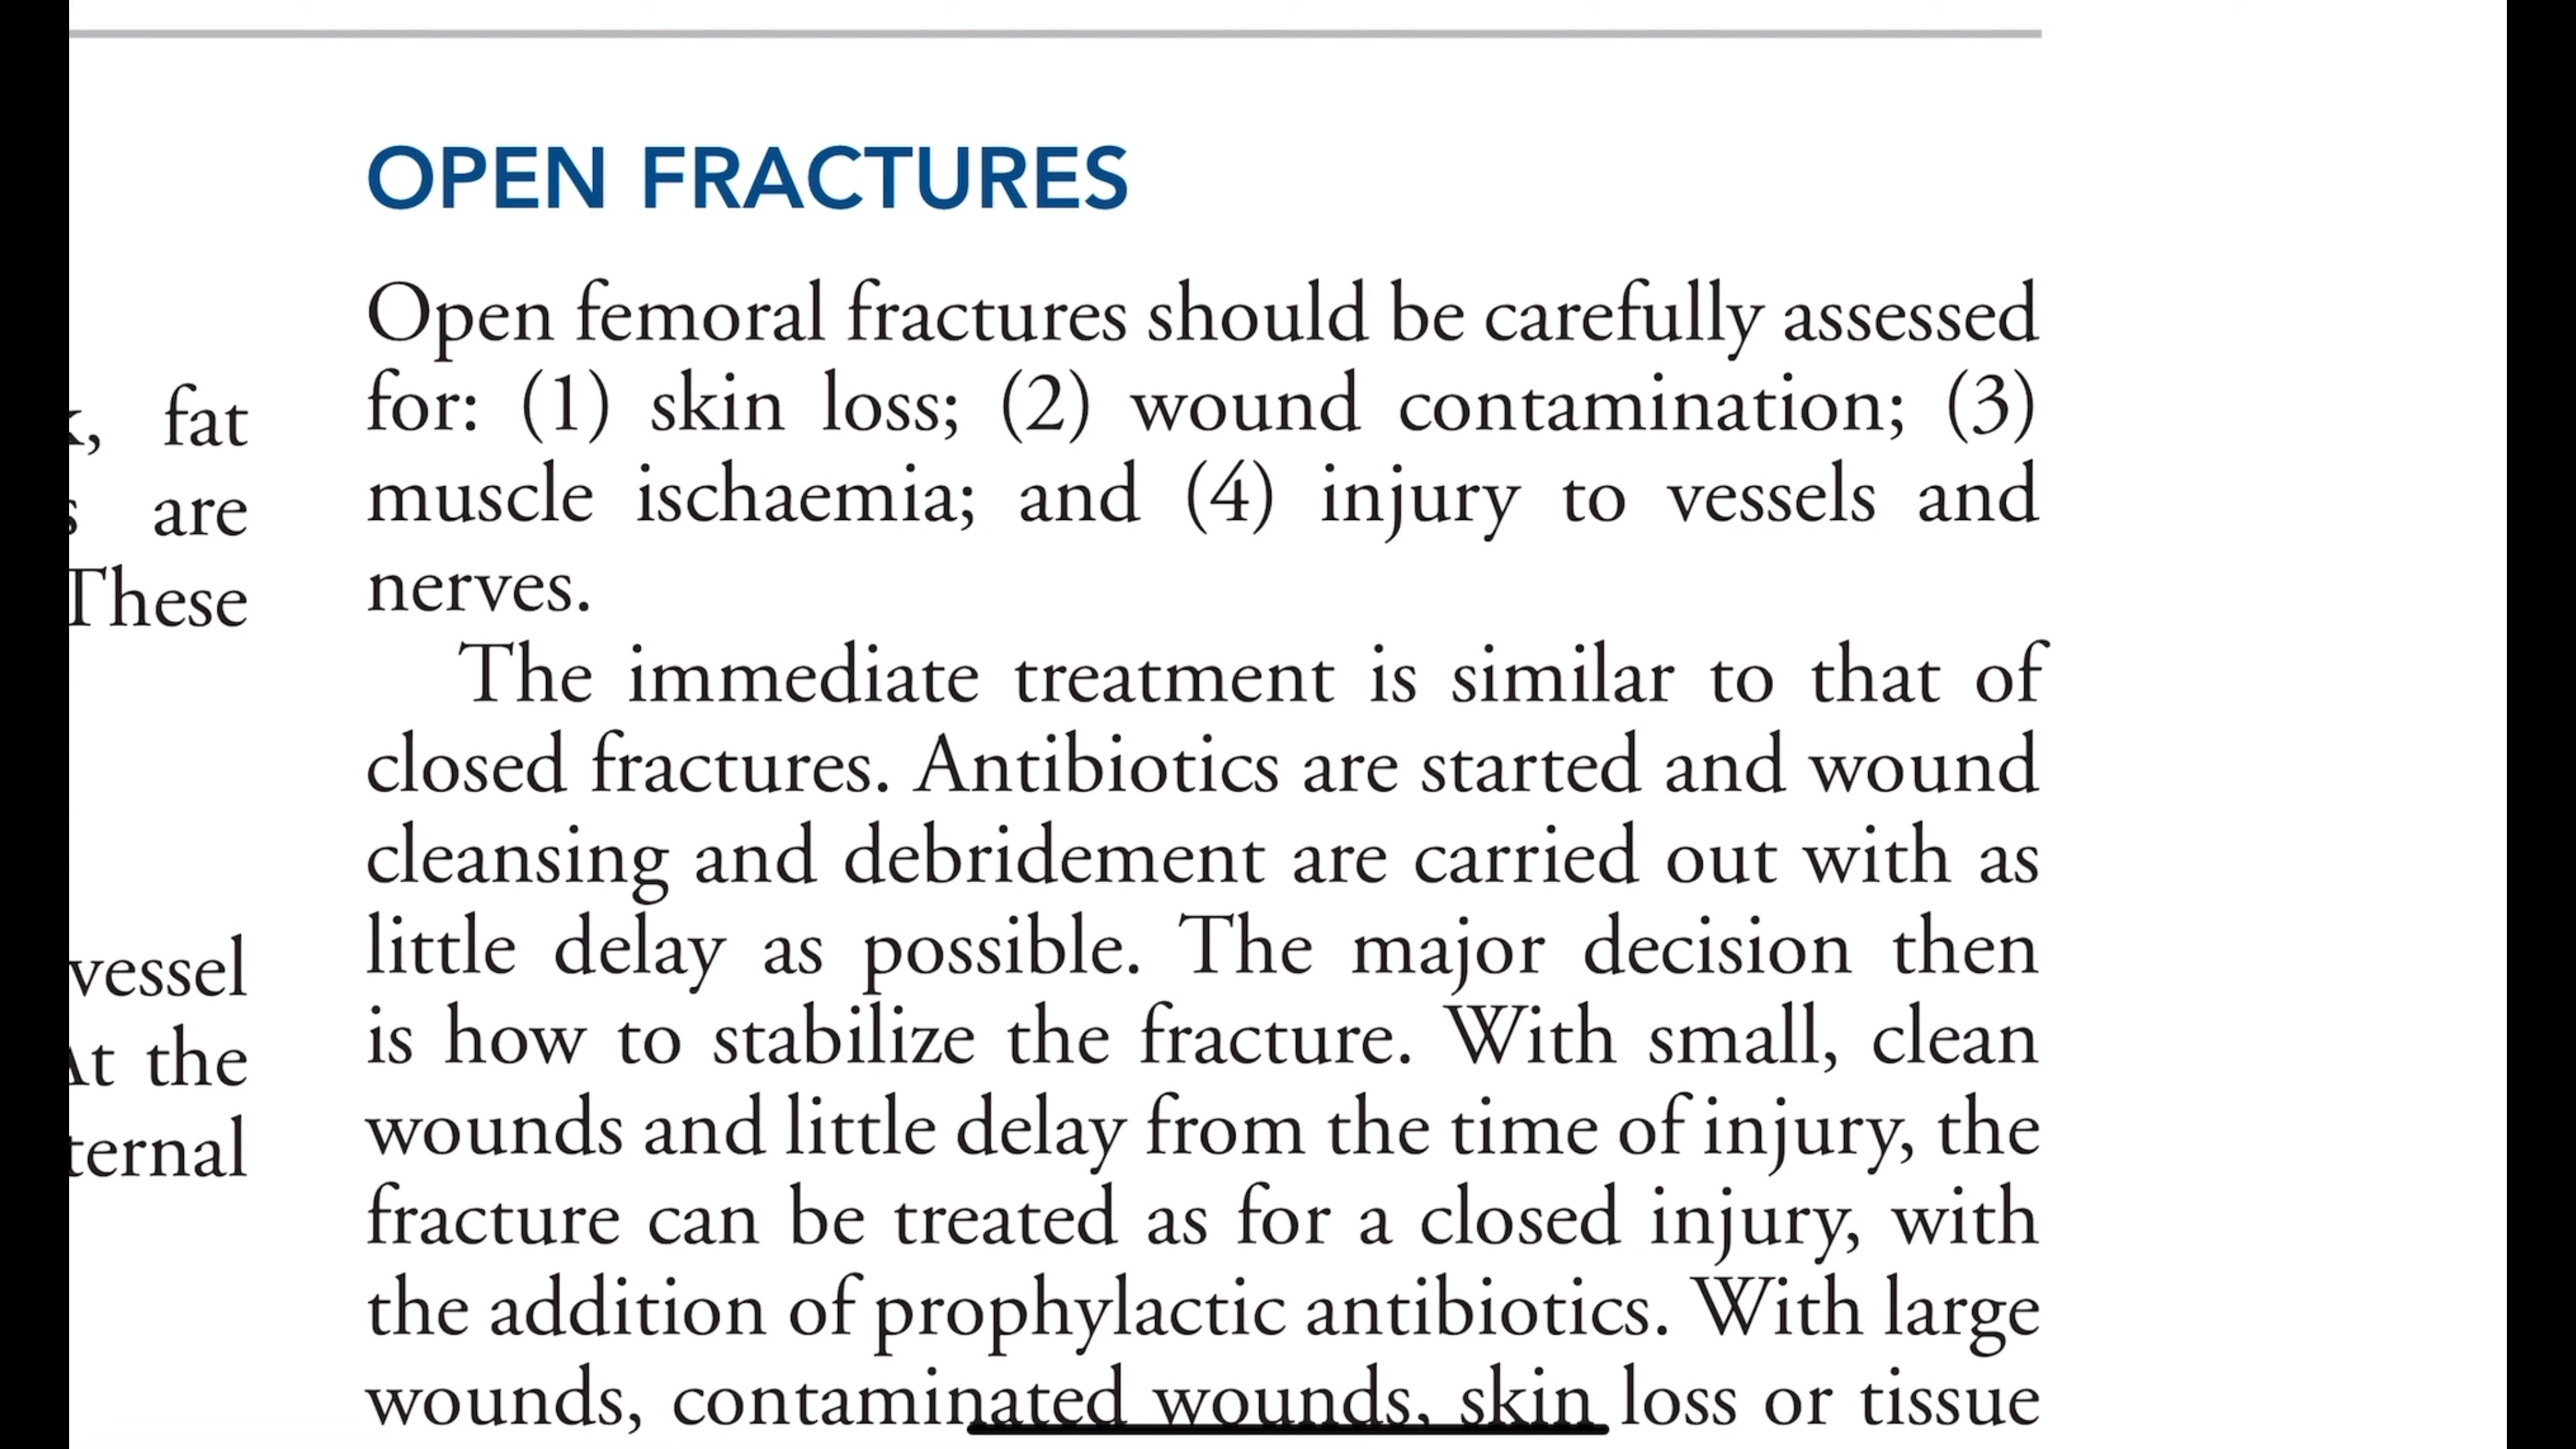 k, fat
s are
These
vessel
At the
ternal
OPEN FRACTURES
Open femoral fractures should be carefully assessed
for: (1) skin loss; (2) wound contamination; (3)
muscle ischaemia; and (4) injury to vessels and
nerves.
The immediate treatment is similar to that of
closed fractures. Antibiotics are started and wound
cleansing and debridement are carried out with as
little delay as possible. The major decision then
is how to stabilize the fracture. With small, clean
wounds and little delay from the time of injury, the
fracture can be treated as for a closed injury, with
the addition of prophylactic antibiotics. With large
wounds, contaminated wounds, skin loss or tissue